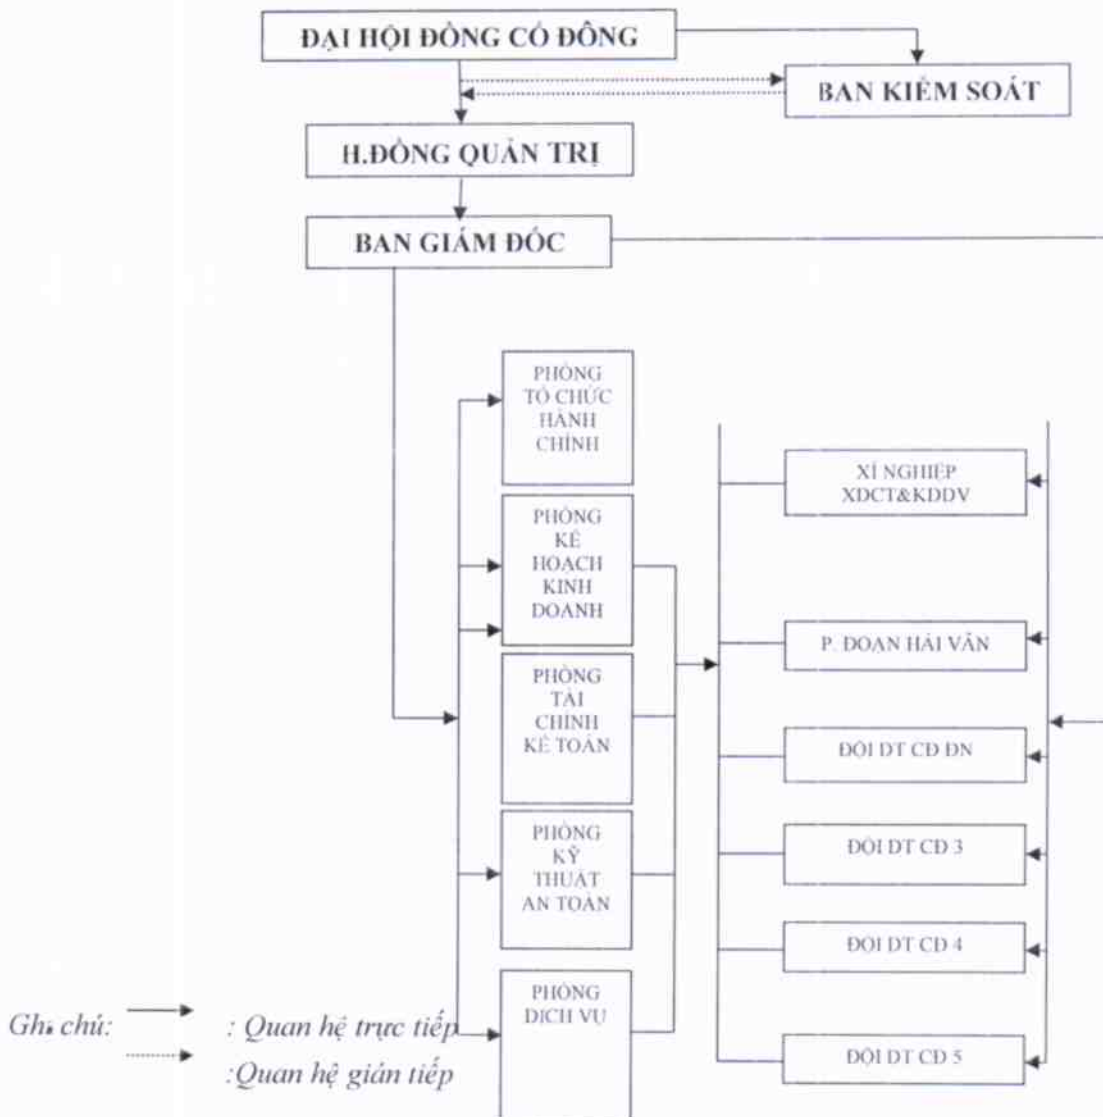 ĐẠI HỘI ĐỒNG CỔ ĐÔNG
BAN KIỂM SOÁT
H.ĐỒNG QUẢN TRỊ
BAN GIÁM ĐỐC
PHÒNG
TỔ CHỨC
HÀNH
CHÍNH
PHÒNG
KẾ
HOẠCH
KINH
DOANH
PHÒNG
TÀI
CHÍNH
KẾ TOÁN
PHÒNG
KỸ
THUẬT
AN TOÀN
PHÒNG
DỊCH VỤ
XÍ NGHIỆP
XDCT&KDDV
P. ĐOẠN HẢI VÂN
ĐỘI DT CĐ ĐN
ĐỘI DT CĐ 3
ĐỘI DT CĐ 4
ĐỘI DT CĐ 5
Ghi chú:
: Quan hệ trực tiếp
:Quan hệ gián tiếp